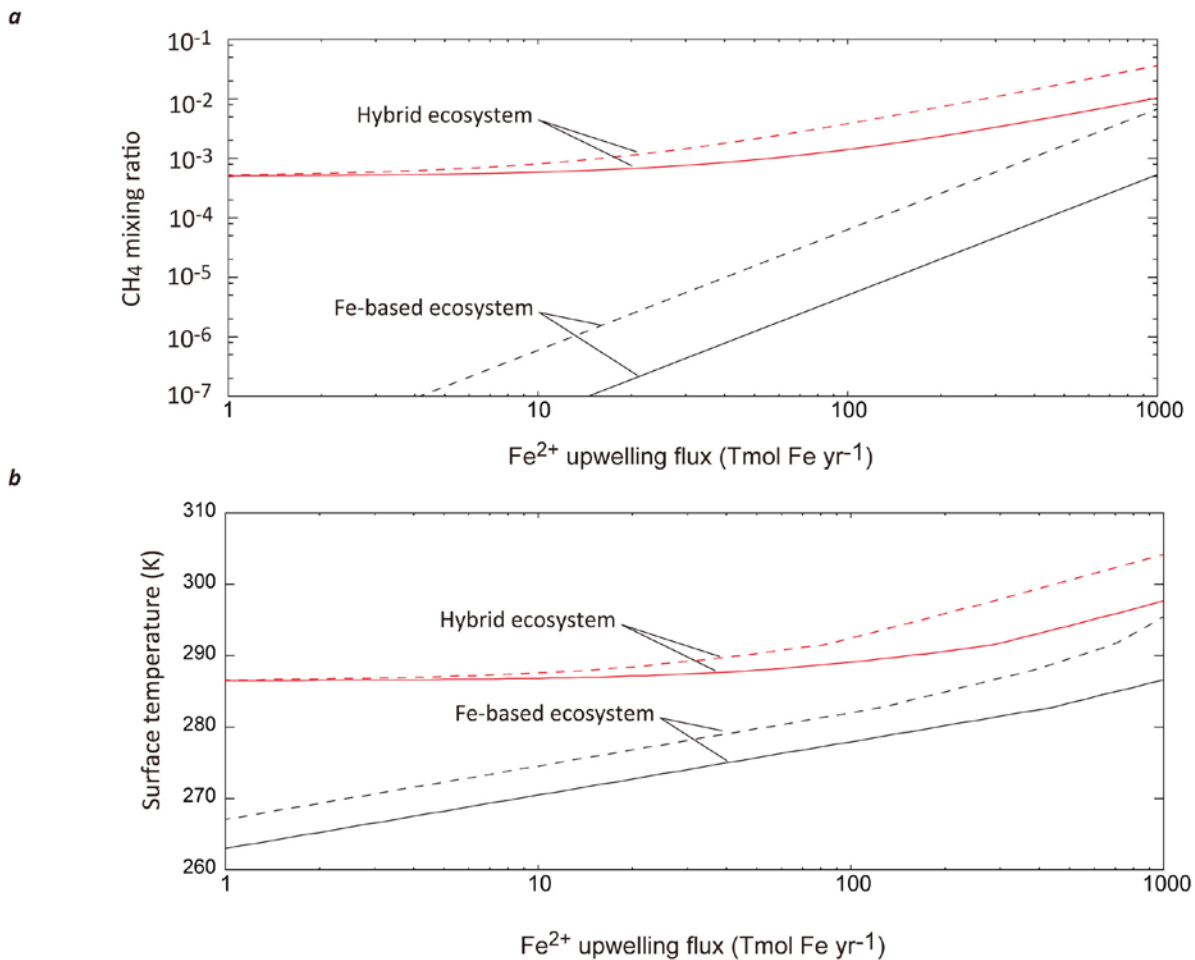 a
10-1
10-2
10-3
10-4
10-5
10-6
10-7
CH4 mixing ratio
Hybrid ecosystem
Fe-based ecosystem
1 10 100 1000
Fe2+ upwelling flux (Tmol Fe yr-1)
b
310
300
290
280
270
260
Surface temperature (K)
Hybrid ecosystem
Fe-based ecosystem
1 10 100 1000
Fe2+ upwelling flux (Tmol Fe yr-1)